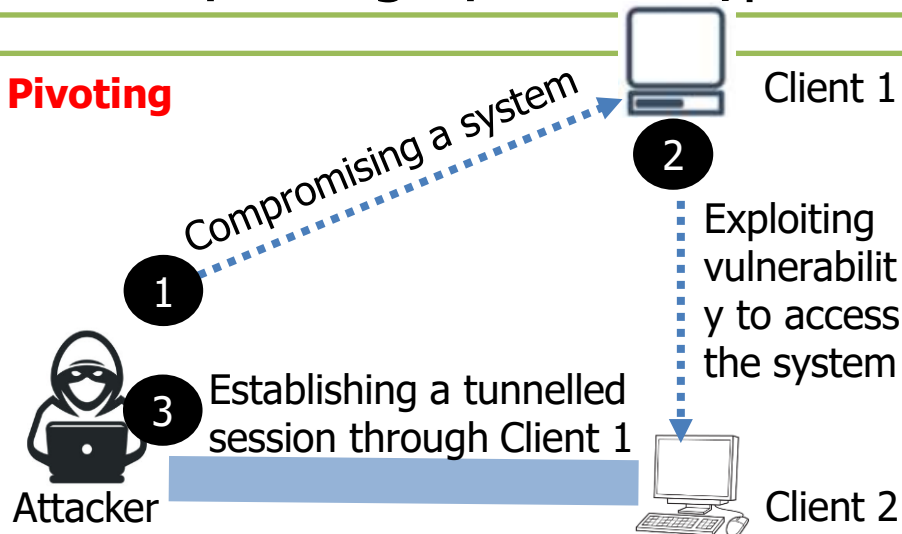 Pivoting
Client 1
Compromising a system
2
Exploiting
vulnerabilit
y to access
the system
1
3
Establishing a tunnelled
session through Client 1
Attacker
Client 2